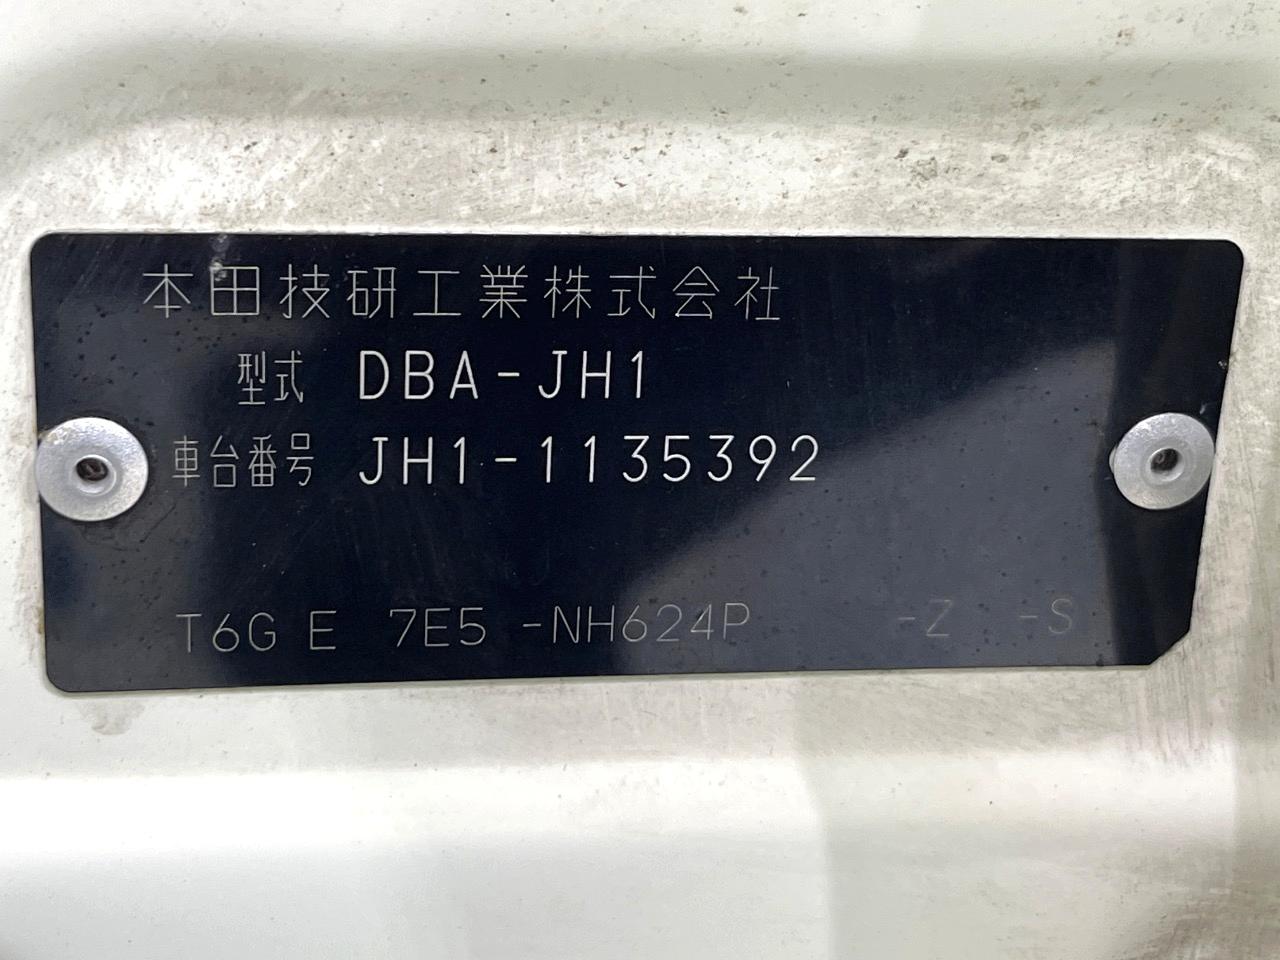 本田技研工業株式会社
型式 DBA-JH1
車台番号 JH1-1135392
T6G E 7E5 -NH624P -Z -S